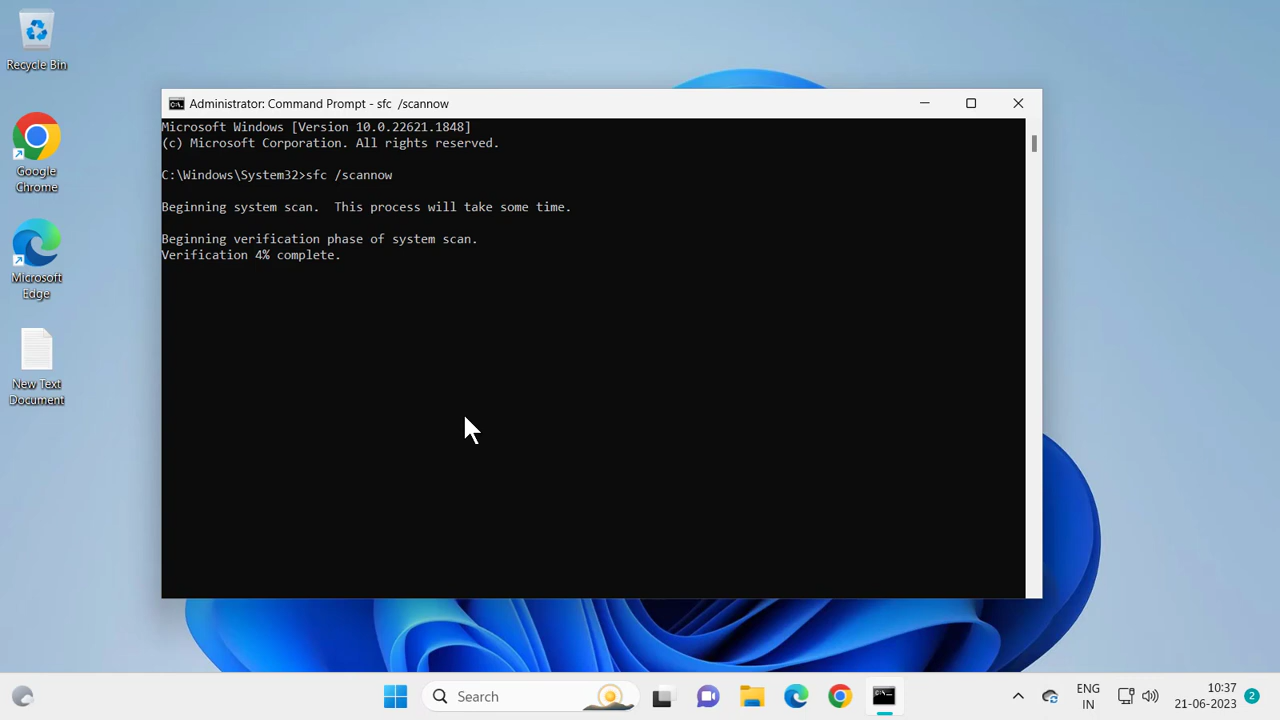 Recycle Bin
Google
Chrome
Microsoft
Edge
New Text
Document
Administrator: Command Prompt - sfc  /scannow
Microsoft Windows [Version 10.0.22621.1848]
(c) Microsoft Corporation. All rights reserved.
C:\Windows\System32>sfc /scannow
Beginning system scan.  This process will take some time.
Beginning verification phase of system scan.
Verification 4% complete.
Search
ENG
IN
10:37
21-06-2023
2